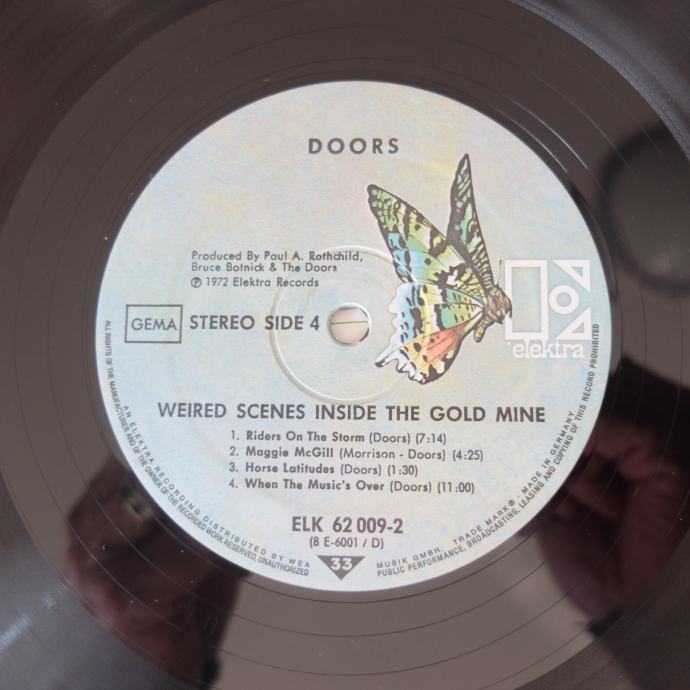 DOORS
Produced By Paul A. Rothchild,
Bruce Botnick & The Doors
℗ 1972 Elektra Records
GEMA
STEREO SIDE 4
elektra
WEIRED SCENES INSIDE THE GOLD MINE
1. Riders On The Storm (Doors) (7:14)
2. Maggie McGill (Morrison - Doors) (4:25)
3. Horse Latitudes (Doors) (1:30)
4. When The Music's Over (Doors) (11:00)
ELK 62 009-2
(8 E-6001 / D)
33
AN ELEKTRA RECORDING DISTRIBUTED BY WEA MUSIK GMBH. TRADE MARK® - MADE IN GERMANY
ALL RIGHTS OF THE MANUFACTURER AND OF THE OWNER OF THE RECORDED WORK RESERVED, UNAUTHORIZED PUBLIC PERFORMANCE, BROADCASTING, LEASING AND COPYING OF THIS RECORD PROHIBITED